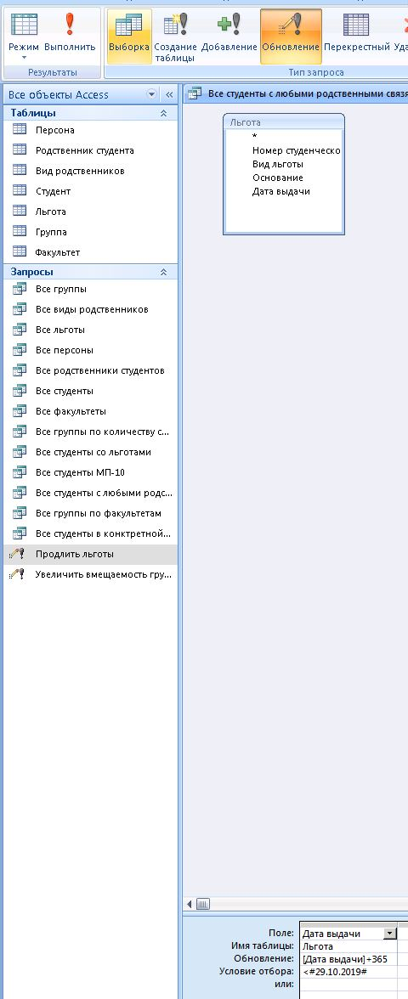 Режим
Выполнить
Выборка
Создание
таблицы
Добавление
Обновление
Перекрестный
Уда
Результаты
Тип запроса
Все объекты Access
Все студенты с любыми родственными связя
Таблицы
Персона
Родственник студента
Вид родственников
Студент
Льгота
Группа
Факультет
Запросы
Все группы
Все виды родственников
Все льготы
Все персоны
Все родственники студентов
Все студенты
Все факультеты
Все группы по количеству с...
Все студенты со льготами
Все студенты МП-10
Все студенты с любыми родс...
Все группы по факультетам
Все студенты в конктретной...
Продлить льготы
Увеличить вмещаемость гру...
Льгота
*
Номер студенческо
Вид льготы
Основание
Дата выдачи
Поле: Дата выдачи
Имя таблицы: Льгота
Обновление: [Дата выдачи]+365
Условие отбора: <#29.10.2019#
или: